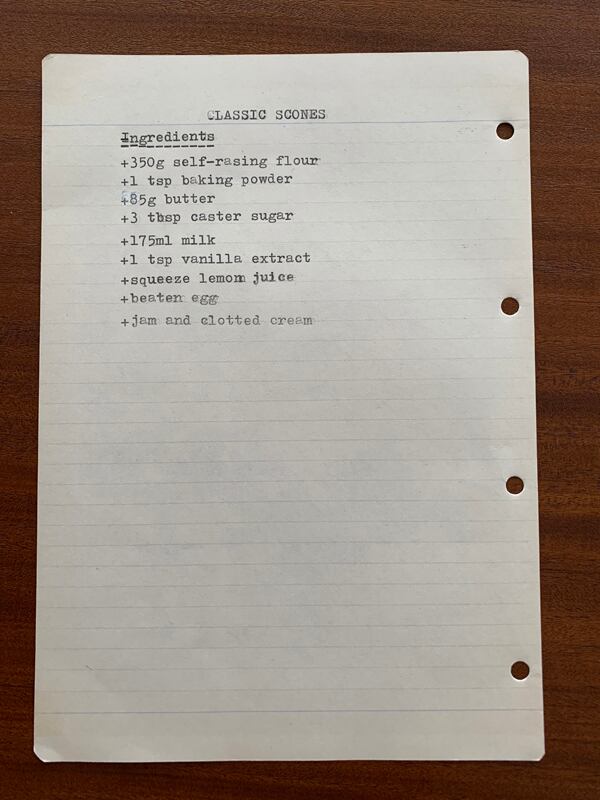 CLASSIC SCONES
Ingredients
+350g self-rasing flour
+1 tsp baking powder
+85g butter
+3 tbsp caster sugar
+175ml milk
+1 tsp vanilla extract
+squeeze lemon juice
+beaten egg
+jam and clotted cream